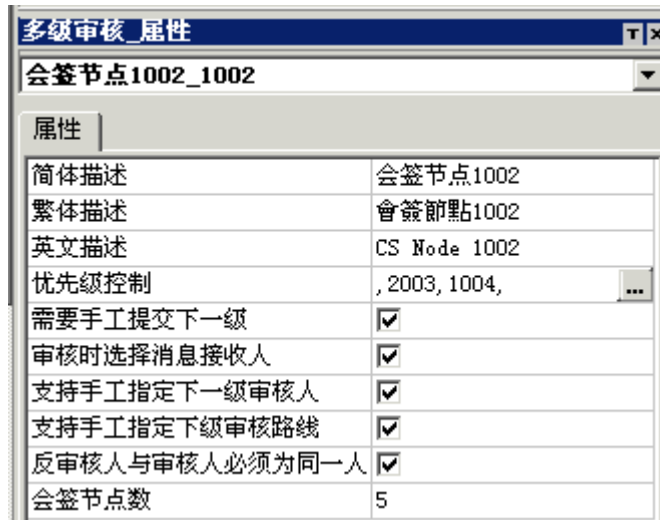 多级审核_属性
会签节点1002_1002
属性
简体描述 会签节点1002
繁体描述 會簽節點1002
英文描述 CS Node 1002
优先级控制 ,2003,1004, ...
需要手工提交下一级
审核时选择消息接收人
支持手工指定下一级审核人
支持手工指定下级审核路线
反审核人与审核人必须为同一人
会签节点数 5